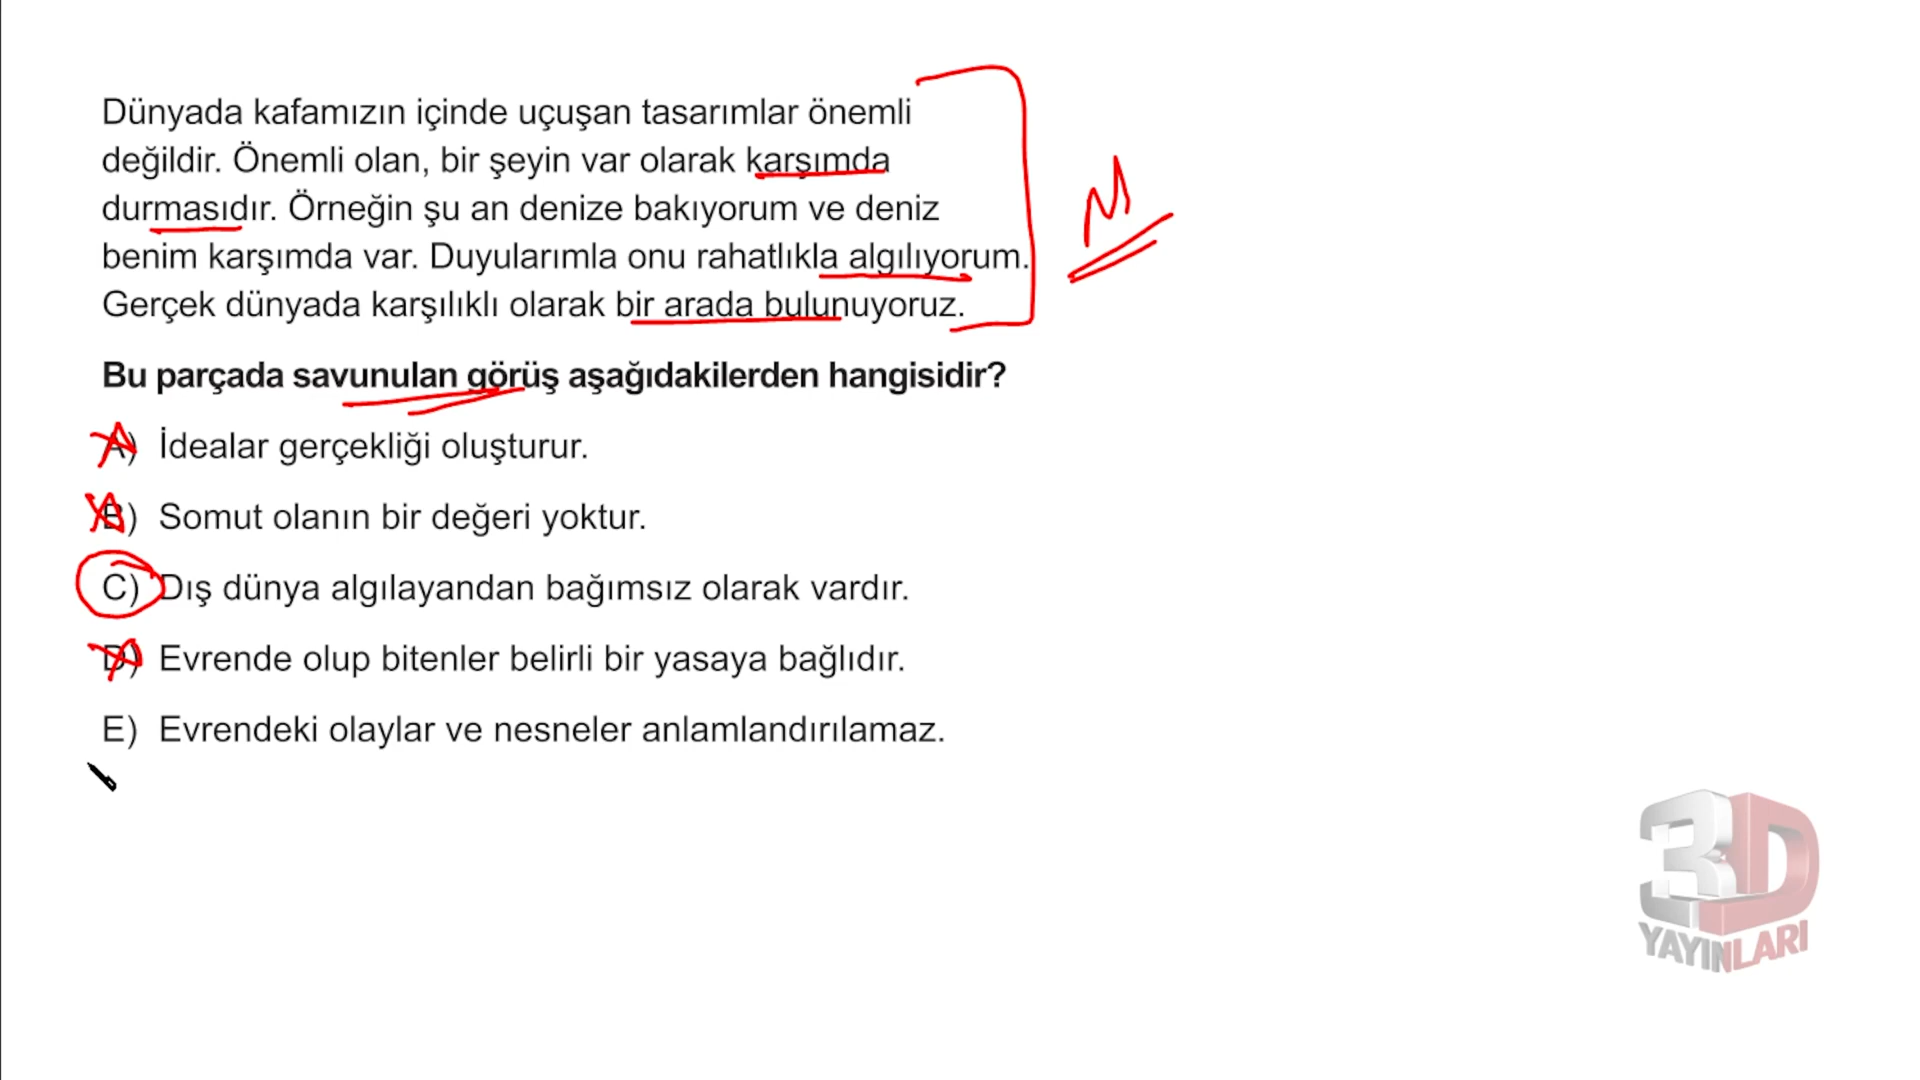 Dünyada kafamızın içinde uçuşan tasarımlar önemli
değildir. Önemli olan, bir şeyin var olarak karşımda
durmasıdır. Örneğin şu an denize bakıyorum ve deniz
benim karşımda var. Duyularımla onu rahatlıkla algılıyorum.
Gerçek dünyada karşılıklı olarak bir arada bulunuyoruz.
Bu parçada savunulan görüş aşağıdakilerden hangisidir?
A) İdealar gerçekliği oluşturur.
B) Somut olanın bir değeri yoktur.
C) Dış dünya algılayandan bağımsız olarak vardır.
D) Evrende olup bitenler belirli bir yasaya bağlıdır.
E) Evrendeki olaylar ve nesneler anlamlandırılamaz.
3D
YAYINLARI